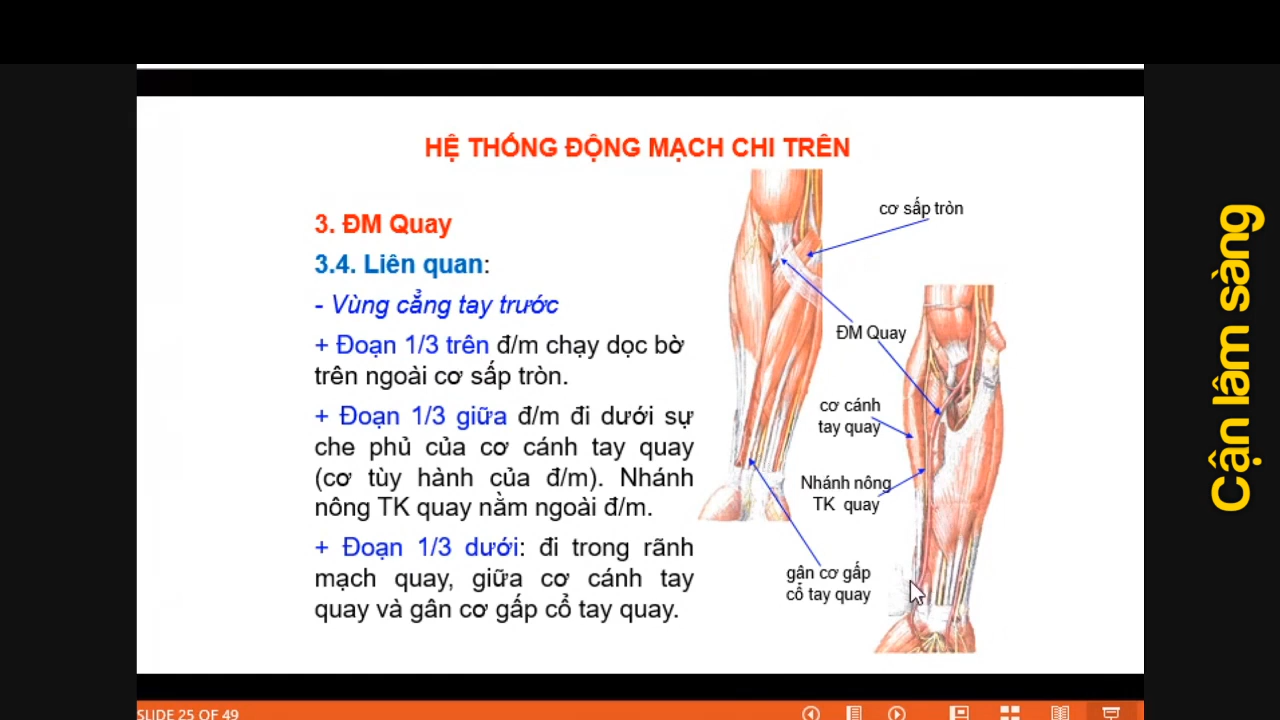 HỆ THỐNG ĐỘNG MẠCH CHI TRÊN
3. ĐM Quay
3.4. Liên quan:
- Vùng cẳng tay trước
+ Đoạn 1/3 trên đ/m chạy dọc bờ
trên ngoài cơ sấp tròn.
+ Đoạn 1/3 giữa đ/m đi dưới sự
che phủ của cơ cánh tay quay
(cơ tùy hành của đ/m). Nhánh
nông TK quay nằm ngoài đ/m.
+ Đoạn 1/3 dưới: đi trong rãnh
mạch quay, giữa cơ cánh tay
quay và gân cơ gấp cổ tay quay.
cơ sấp tròn
ĐM Quay
cơ cánh
tay quay
Nhánh nông
TK quay
gân cơ gấp
cổ tay quay
Cận lâm sàng
SLIDE 25 OF 49